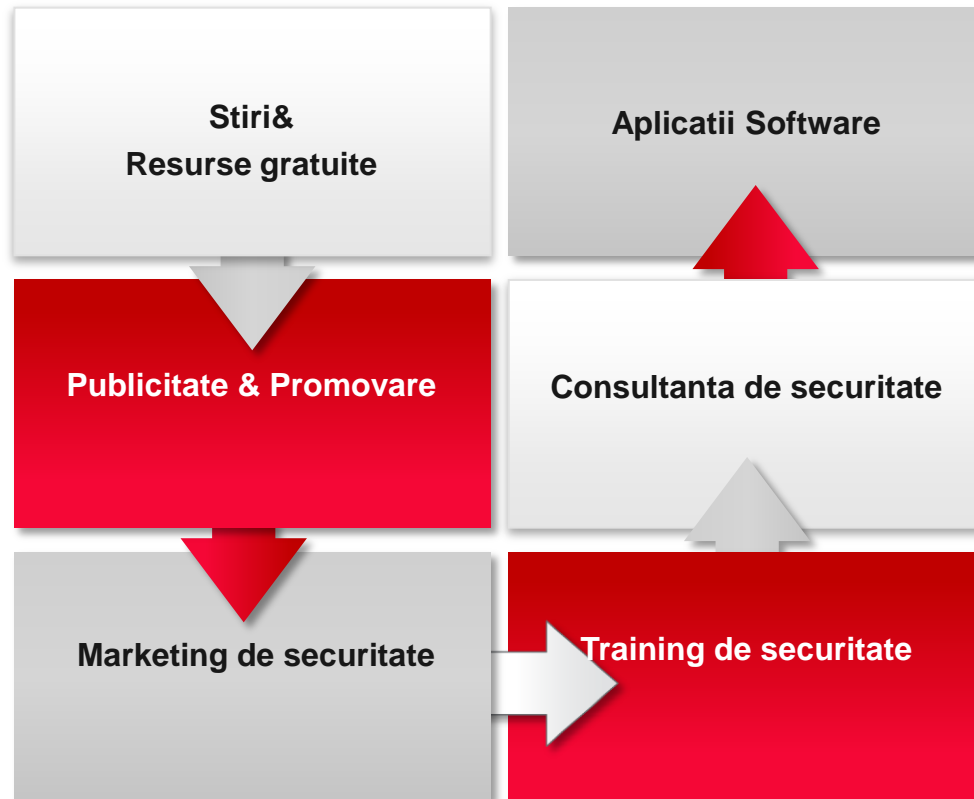 Stiri&
Resurse gratuite
Publicitate & Promovare
Marketing de securitate
Training de securitate
Consultanta de securitate
Aplicatii Software